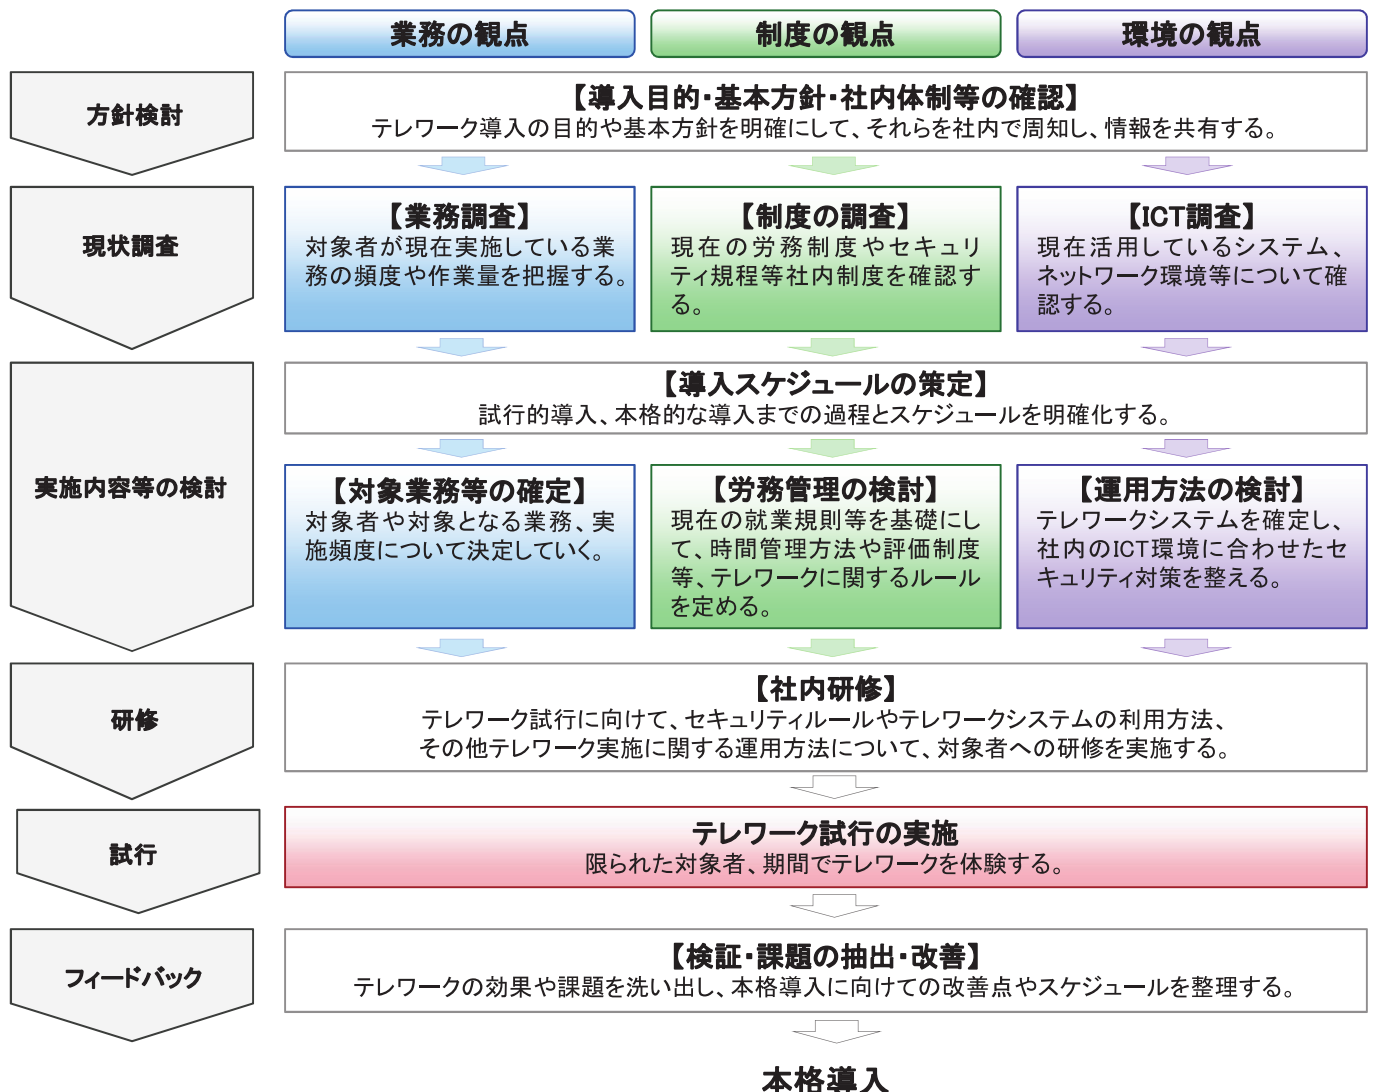 業務の観点
制度の観点
環境の観点
方針検討
【導入目的・基本方針・社内体制等の確認】
テレワーク導入の目的や基本方針を明確にして、それらを社内で周知し、情報を共有する。
現状調査
【業務調査】
対象者が現在実施している業
務の頻度や作業量を把握する。
【制度の調査】
現在の労務制度やセキュリ
ティ規程等社内制度を確認す
る。
【ICT調査】
現在活用しているシステム、
ネットワーク環境等について確
認する。
実施内容等の検討
【導入スケジュールの策定】
試行的導入、本格的な導入までの過程とスケジュールを明確化する。
【対象業務等の確定】
対象者や対象となる業務、実
施頻度について決定していく。
【労務管理の検討】
現在の就業規則等を基礎にし
て、時間管理方法や評価制度
等、テレワークに関するルール
を定める。
【運用方法の検討】
テレワークシステムを確定し、
社内のICT環境に合わせたセ
キュリティ対策を整える。
研修
【社内研修】
テレワーク試行に向けて、セキュリティルールやテレワークシステムの利用方法、
その他テレワーク実施に関する運用方法について、対象者への研修を実施する。
試行
テレワーク試行の実施
限られた対象者、期間でテレワークを体験する。
フィードバック
【検証・課題の抽出・改善】
テレワークの効果や課題を洗い出し、本格導入に向けての改善点やスケジュールを整理する。
本格導入